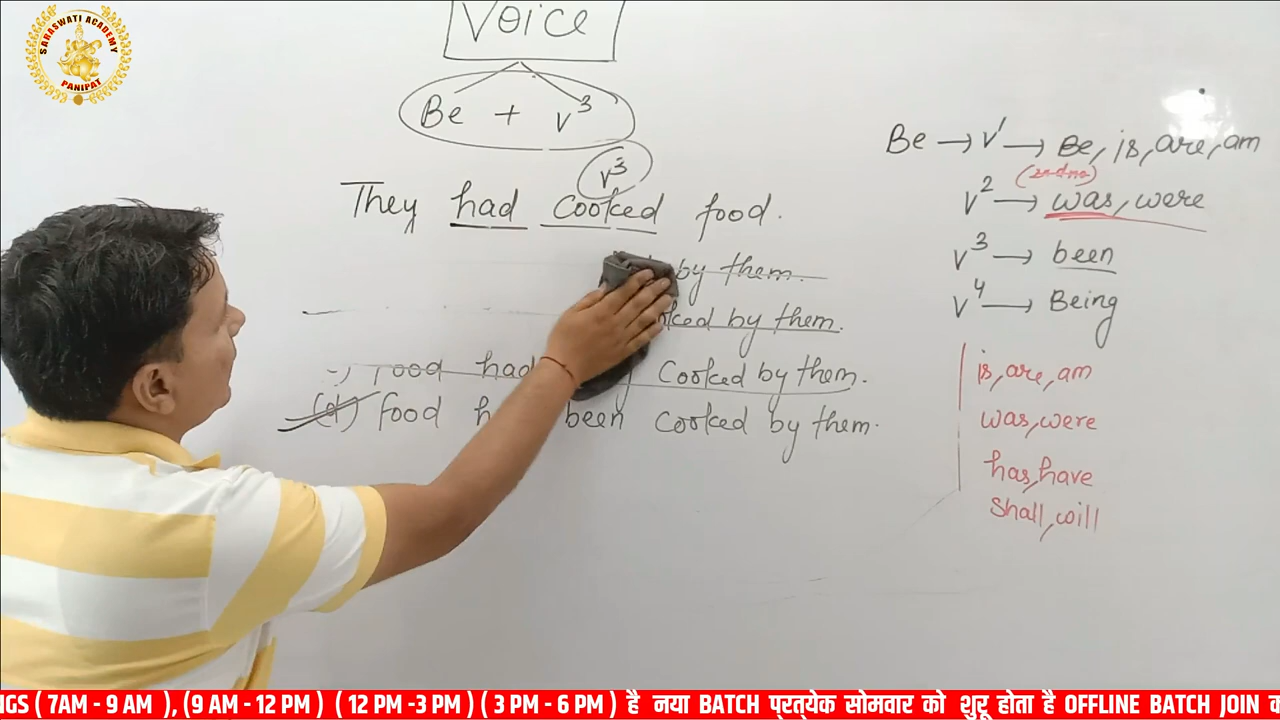 SARASWATI ACADEMY
PANIPAT
Voice
Be + V3
V3
They had cooked food.
by them.
cooked by them.
food had cooked by them.
(d) food been cooked by them.
Be → V1 → Be, is, are, am
V2 → was, were
V3 → been
V4 → Being
is, are, am
was, were
has, have
Shall, will
NGS ( 7AM - 9 AM ), (9 AM - 12 PM ) ( 12 PM -3 PM ) ( 3 PM - 6 PM ) है नया BATCH प्रत्येक सोमवार को शुरू होता है OFFLINE BATCH JOIN